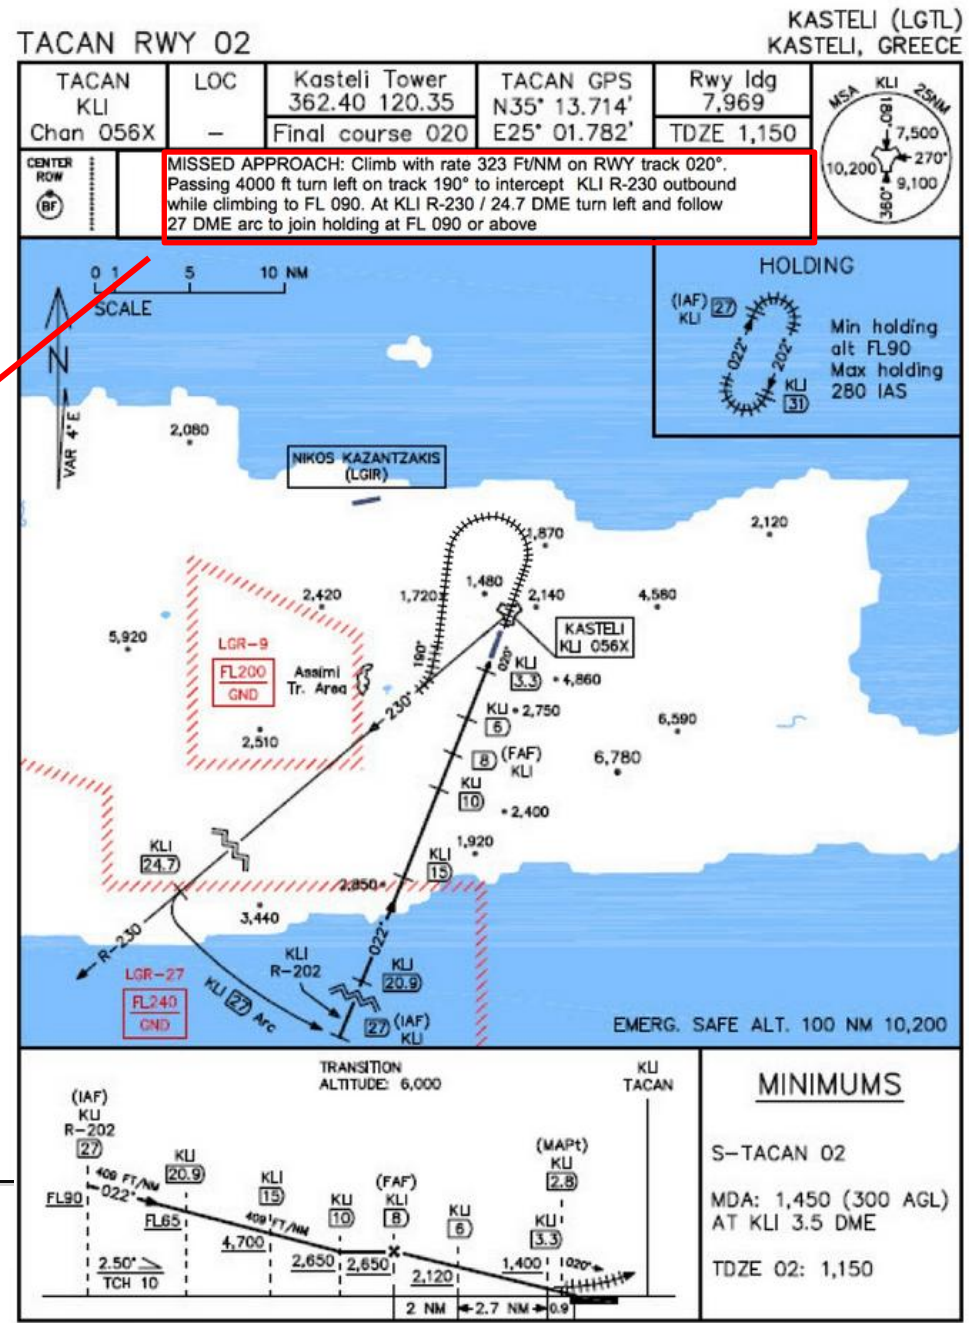 TACAN RWY 02
KASTELI (LGTL)
KASTELI, GREECE
TACAN
KLI
Chan 056X
LOC
–
Kasteli Tower
362.40 120.35
Final course 020
TACAN GPS
N35° 13.714'
E25° 01.782'
Rwy ldg
7,969
TDZE 1,150
MSA KLI 25NM
180°
7,500
270°
10,200
9,100
360°
CENTER
ROW
BF
MISSED APPROACH: Climb with rate 323 Ft/NM on RWY track 020°.
Passing 4000 ft turn left on track 190° to intercept KLI R-230 outbound
while climbing to FL 090. At KLI R-230 / 24.7 DME turn left and follow
27 DME arc to join holding at FL 090 or above
0 1 5 10 NM
SCALE
N
VAR 4°E
HOLDING
(IAF) 27
KLI
022°
202°
KLI
31
Min holding
alt FL90
Max holding
280 IAS
2,080
NIKOS KAZANTZAKIS
(LGIR)
1,870
2,120
1,480
2,420
1,720
2,140
4,580
5,920
KASTELI
KLI 056X
LGR-9
FL200
GND
Assimi
Tr. Area
190°
020°
KLI
3.3
4,860
230°
KLI
6
2,750
6,590
2,510
8 (FAF)
KLI
6,780
KLI
10
2,400
1,920
KLI
24.7
KLI
15
2,850
3,440
R-230
022°
KLI
R-202
KLI
20.9
LGR-27
FL240
GND
KLI 27 Arc
27 (IAF)
KLI
EMERG. SAFE ALT. 100 NM 10,200
TRANSITION
ALTITUDE: 6,000
KLI
TACAN
(IAF)
KLI
R-202
27
KLI
20.9
KLI
15
KLI
10
(FAF)
KLI
8
KLI
6
(MAPt)
KLI
2.8
KLI
3.3
409 FT/NM
022°
FL90
FL65
409 FT/NM
4,700
2,650
2,650
2,120
1,400
020°
2.50°
TCH 10
2 NM
2.7 NM
0.9
MINIMUMS
S-TACAN 02
MDA: 1,450 (300 AGL)
AT KLI 3.5 DME
TDZE 02: 1,150